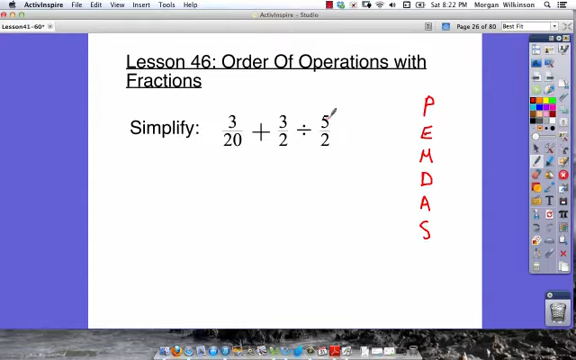 ActivInspire File Edit View Insert Tools Help Sat 8:22 PM Morgan Wilkinson
ActivInspire - Studio
Lesson41-60* Page 26 of 80 Best Fit
Lesson 46: Order Of Operations with
Fractions
Simplify: 3/20 + 3/2 ÷ 5/2
P
E
M
D
A
S